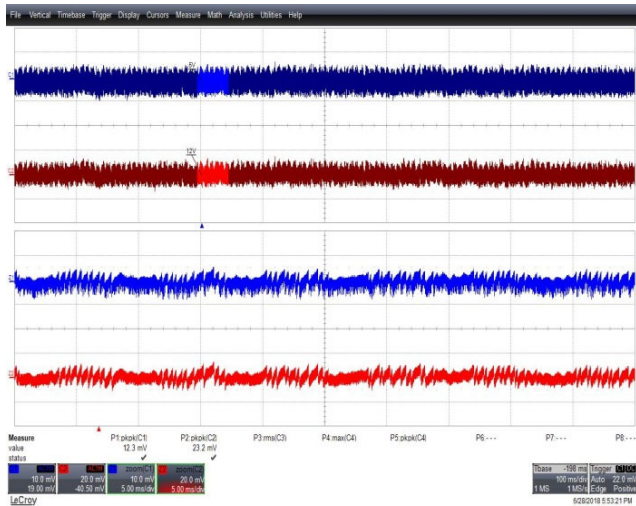 File Vertical Timebase Trigger Display Cursors Measure Math Analysis Utilities Help
5V
12V
Measure P1:pkpk(C1) P2:pkpk(C2) P3:rms(C3) P4:max(C4) P5:pkpk(C4) P6:--- P7:--- P8:---
value 12.3 mV 23.2 mV
status
zoom(C1) zoom(C2) Tbase -198 ms Trigger
10.0 mV 20.0 mV 10.0 mV 20.0 mV 100 ms/div Auto 22.0 mV
19.00 mV -40.50 mV 5.00 ms/div 5.00 ms/div 1 MS 1 MS/s Edge Positive
LeCroy 6/28/2018 5:53:21 PM